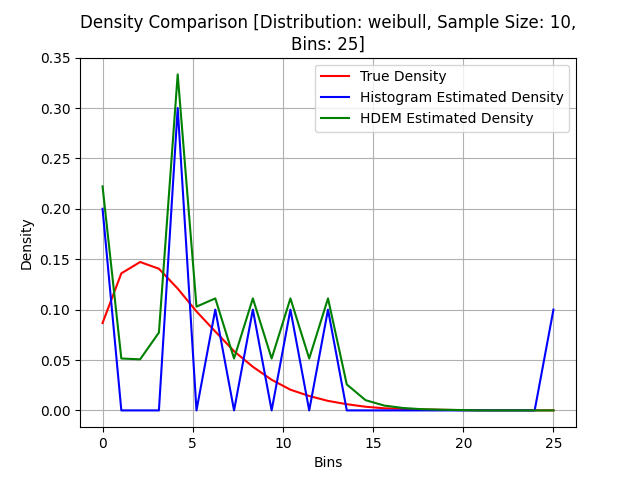 Density Comparison [Distribution: weibull, Sample Size: 10,
Bins: 25]
True Density
Histogram Estimated Density
HDEM Estimated Density
Density
0.35
0.30
0.25
0.20
0.15
0.10
0.05
0.00
0 5 10 15 20 25
Bins